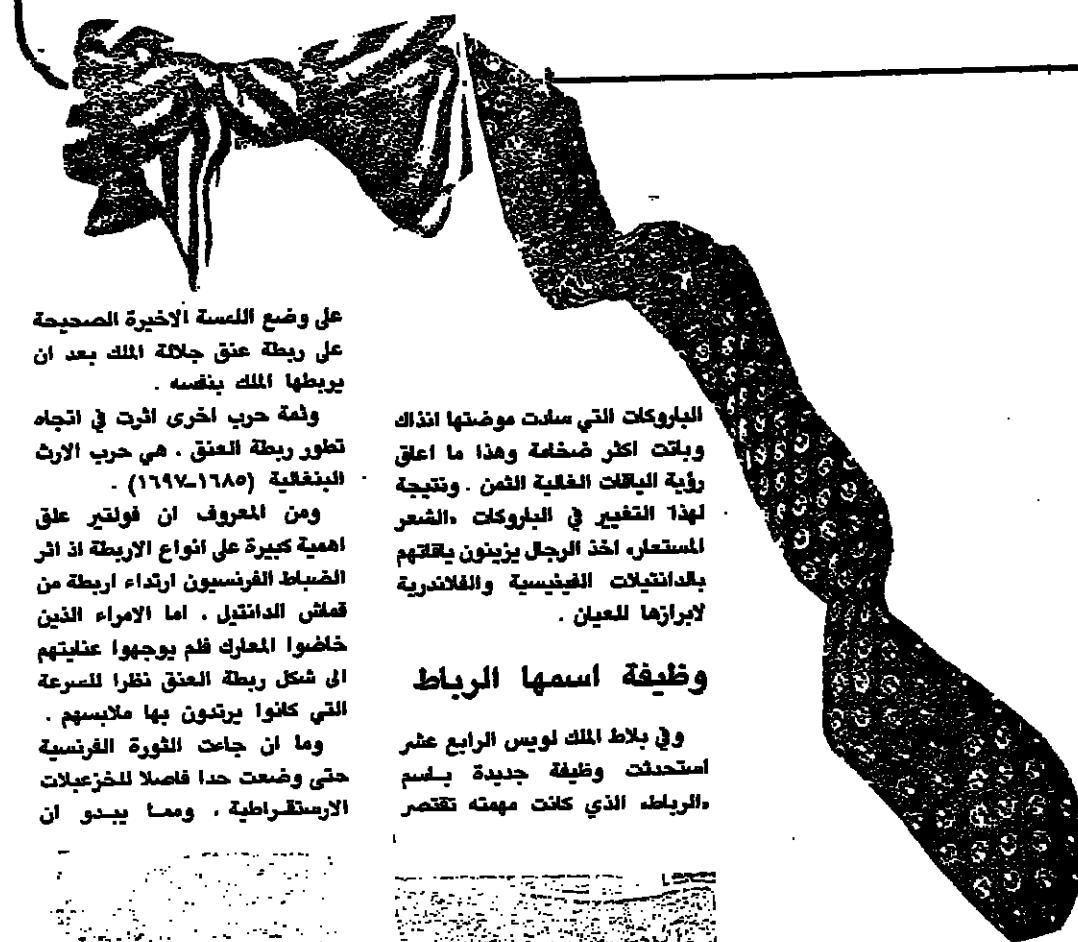 الباروكات التي سادت موضتها انذاك
وباتت اكثر ضخامة وهذا ما اعاق
رؤية الياقات الغالية الثمن . ونتيجة
لهذا التغيير في الباروكات «الشعر
المستعار» اخذ الرجال يزينون ياقاتهم
بالدانتيلات الفينيسية والفلاندرية
لابرازها للعيان .
وظيفة اسمها الرباط
وفي بلاط الملك لويس الرابع عشر
استحدثت وظيفة جديدة باسم
«الرباط» الذي كانت مهمته تقتصر
على وضع اللمسة الاخيرة الصحيحة
على ربطة عنق جلالة الملك بعد ان
يربطها الملك بنفسه .
وثمة حرب اخرى اثرت في اتجاه
تطور ربطة العنق . هي حرب الارث
البنغالية (١٦٨٥-١٦٩٧) .
ومن المعروف ان فولتير علق
اهمية كبيرة على انواع الاربطة اذ اثر
الضباط الفرنسيون ارتداء اربطة من
قماش الدانتيل . اما الامراء الذين
خاضوا المعارك فلم يوجهوا عنايتهم
الى شكل ربطة العنق نظرا للسرعة
التي كانوا يرتدون بها ملابسهم .
وما ان جاءت الثورة الفرنسية
حتى وضعت حدا فاصلا للخزعبلات
الارستقراطية . ومما يبدو ان